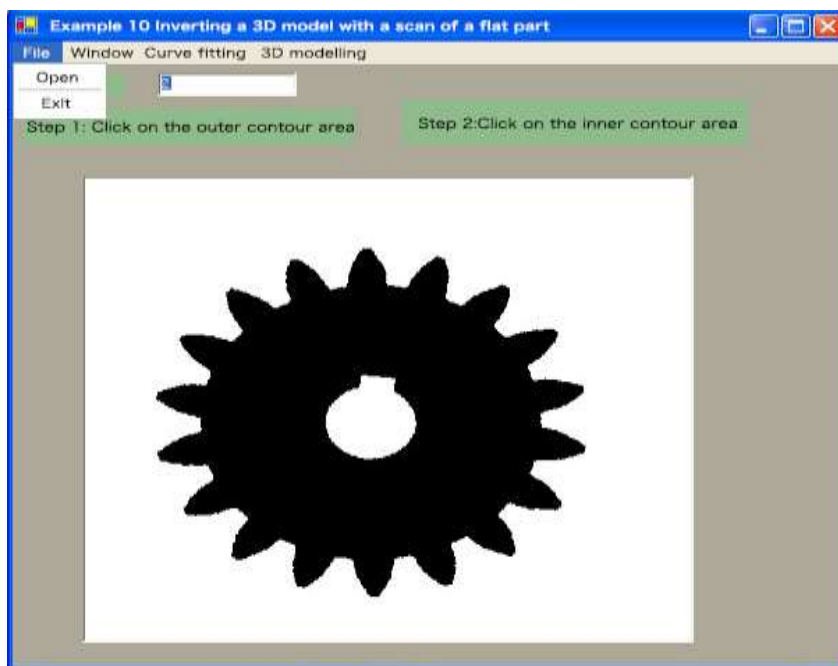 Example 10 Inverting a 3D model with a scan of a flat part
File Window Curve fitting 3D modelling
Open
Exit
Step 1: Click on the outer contour area
Step 2:Click on the inner contour area